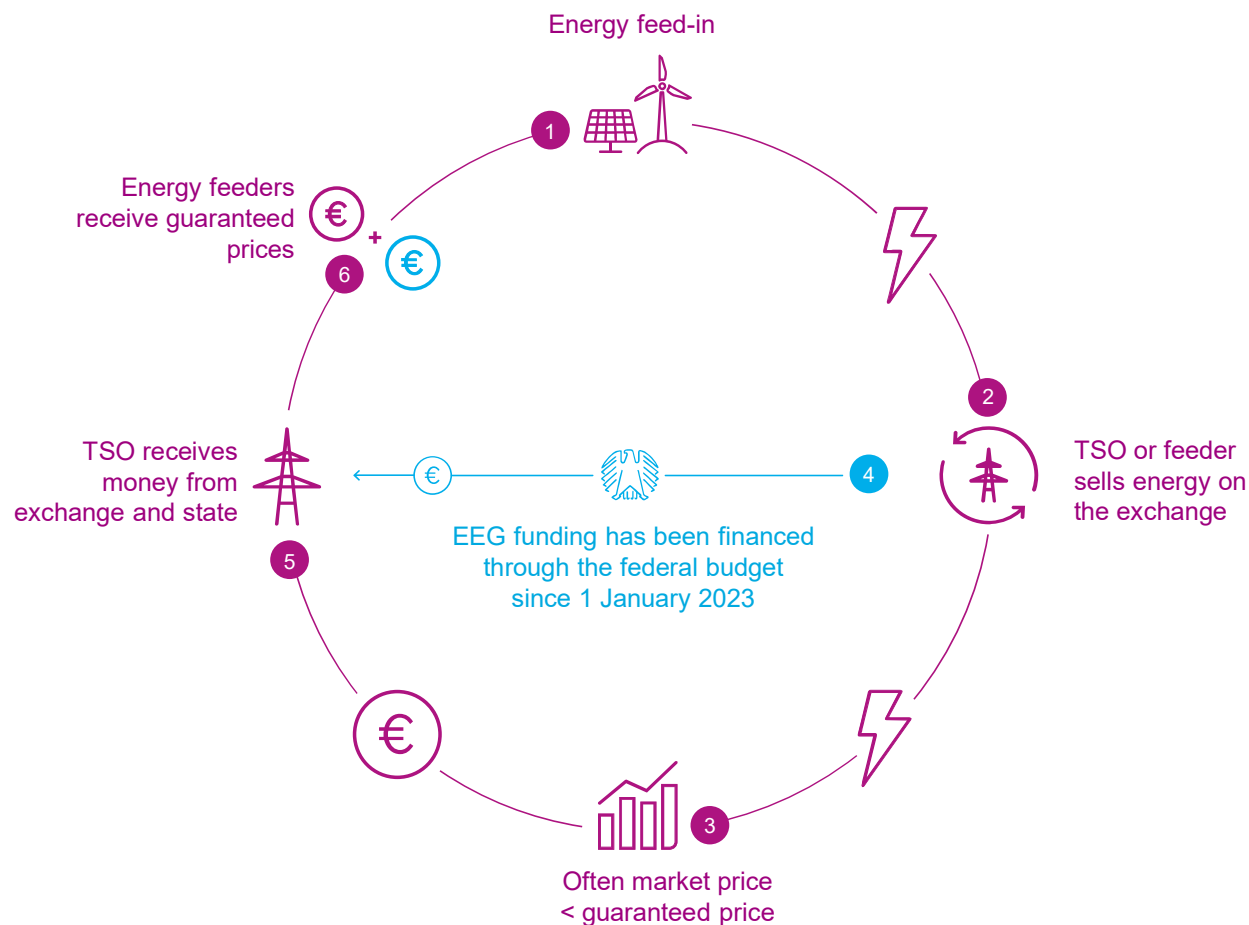 Energy feed-in
1
Energy feeders
receive guaranteed
prices
€
+
€
6
2
TSO or feeder
sells energy on
the exchange
TSO receives
money from
exchange and state
€
4
EEG funding has been financed
through the federal budget
since 1 January 2023
5
€
3
Often market price
< guaranteed price